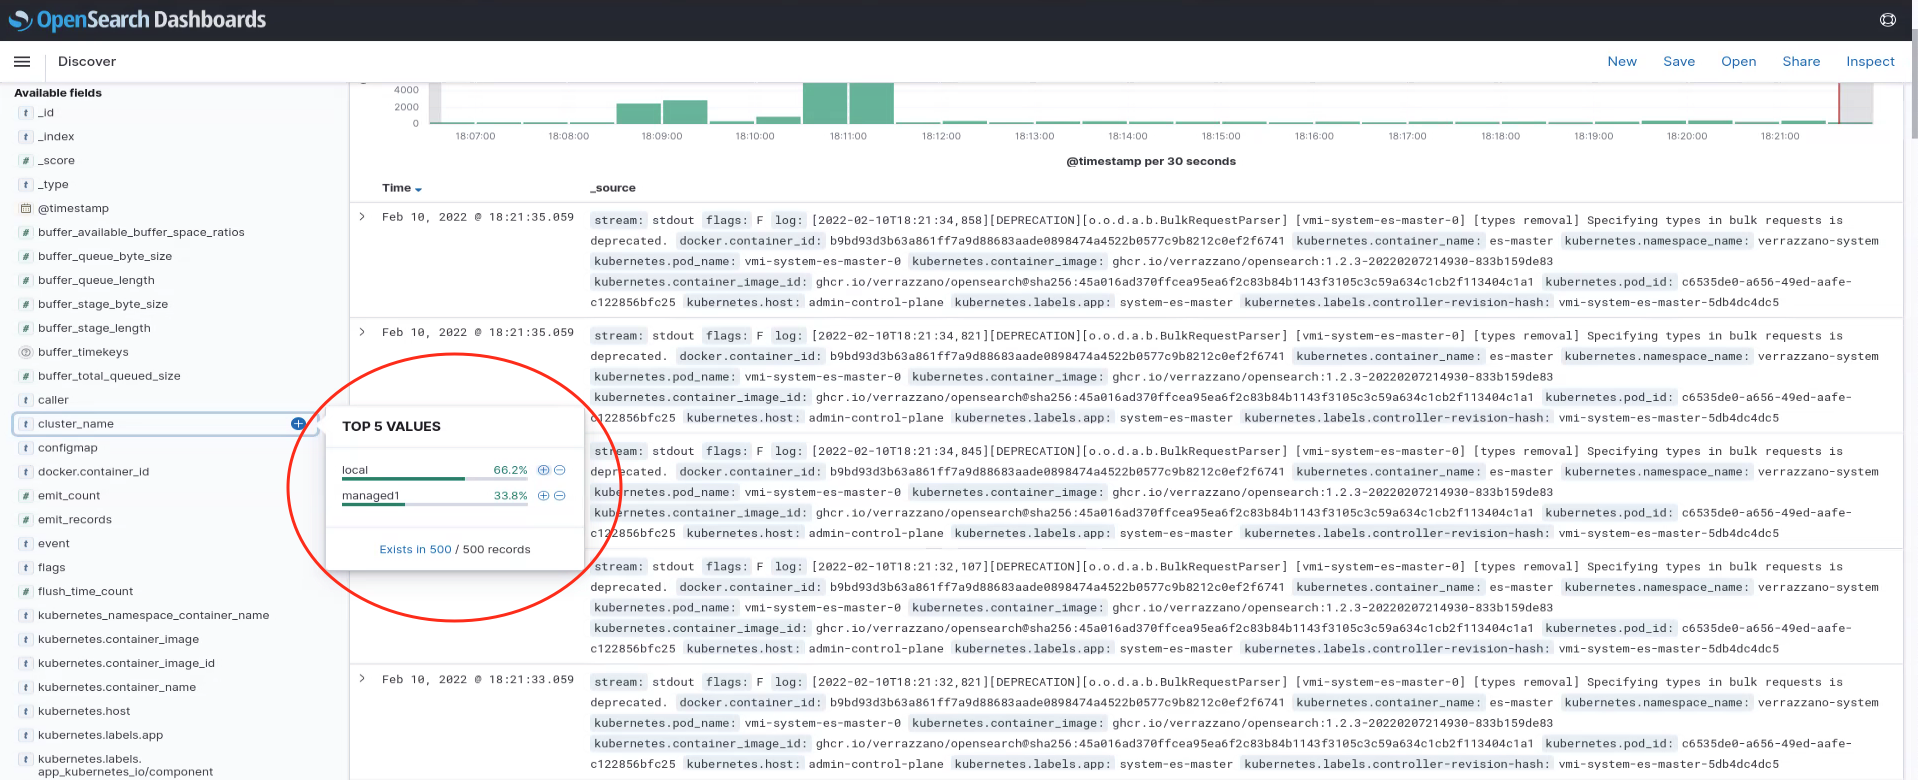 OpenSearch Dashboards
Discover
New Save Open Share Inspect
Available fields
_id
_index
_score
_type
@timestamp
buffer_available_buffer_space_ratios
buffer_queue_byte_size
buffer_queue_length
buffer_stage_byte_size
buffer_stage_length
buffer_timekeys
buffer_total_queued_size
caller
cluster_name
configmap
docker.container_id
emit_count
emit_records
event
flags
flush_time_count
kubernetes_namespace_container_name
kubernetes.container_image
kubernetes.container_image_id
kubernetes.container_name
kubernetes.host
kubernetes.labels.app
kubernetes.labels.
app_kubernetes_io/component
TOP 5 VALUES
local 66.2%
managed1 33.8%
Exists in 500 / 500 records
4000
2000
0
18:07:00 18:08:00 18:09:00 18:10:00 18:11:00 18:12:00 18:13:00 18:14:00 18:15:00 18:16:00 18:17:00 18:18:00 18:19:00 18:20:00 18:21:00
@timestamp per 30 seconds
Time _source
Feb 10, 2022 @ 18:21:35.059 stream: stdout flags: F log: [2022-02-10T18:21:34,858][DEPRECATION][o.o.d.a.b.BulkRequestParser] [vmi-system-es-master-0] [types removal] Specifying types in bulk requests is
deprecated. docker.container_id: b9bd93d3b63a861ff7a9d88683aade0898474a4522b0577c9b8212c0ef2f6741 kubernetes.container_name: es-master kubernetes.namespace_name: verrazzano-system
kubernetes.pod_name: vmi-system-es-master-0 kubernetes.container_image: ghcr.io/verrazzano/opensearch:1.2.3-20220207214930-833b159de83
kubernetes.container_image_id: ghcr.io/verrazzano/opensearch@sha256:45a016ad370ffcea95ea6f2c83b84b1143f3105c3c59a634c1cb2f113404c1a1 kubernetes.pod_id: c6535de0-a656-49ed-aafe-
c122856bfc25 kubernetes.host: admin-control-plane kubernetes.labels.app: system-es-master kubernetes.labels.controller-revision-hash: vmi-system-es-master-5db4dc4dc5
Feb 10, 2022 @ 18:21:35.059 stream: stdout flags: F log: [2022-02-10T18:21:34,821][DEPRECATION][o.o.d.a.b.BulkRequestParser] [vmi-system-es-master-0] [types removal] Specifying types in bulk requests is
deprecated. docker.container_id: b9bd93d3b63a861ff7a9d88683aade0898474a4522b0577c9b8212c0ef2f6741 kubernetes.container_name: es-master kubernetes.namespace_name: verrazzano-system
kubernetes.pod_name: vmi-system-es-master-0 kubernetes.container_image: ghcr.io/verrazzano/opensearch:1.2.3-20220207214930-833b159de83
kubernetes.container_image_id: ghcr.io/verrazzano/opensearch@sha256:45a016ad370ffcea95ea6f2c83b84b1143f3105c3c59a634c1cb2f113404c1a1 kubernetes.pod_id: c6535de0-a656-49ed-aafe-
c122856bfc25 kubernetes.host: admin-control-plane kubernetes.labels.app: system-es-master kubernetes.labels.controller-revision-hash: vmi-system-es-master-5db4dc4dc5
stream: stdout flags: F log: [2022-02-10T18:21:34,845][DEPRECATION][o.o.d.a.b.BulkRequestParser] [vmi-system-es-master-0] [types removal] Specifying types in bulk requests is
deprecated. docker.container_id: b9bd93d3b63a861ff7a9d88683aade0898474a4522b0577c9b8212c0ef2f6741 kubernetes.container_name: es-master kubernetes.namespace_name: verrazzano-system
kubernetes.pod_name: vmi-system-es-master-0 kubernetes.container_image: ghcr.io/verrazzano/opensearch:1.2.3-20220207214930-833b159de83
kubernetes.container_image_id: ghcr.io/verrazzano/opensearch@sha256:45a016ad370ffcea95ea6f2c83b84b1143f3105c3c59a634c1cb2f113404c1a1 kubernetes.pod_id: c6535de0-a656-49ed-aafe-
c122856bfc25 kubernetes.host: admin-control-plane kubernetes.labels.app: system-es-master kubernetes.labels.controller-revision-hash: vmi-system-es-master-5db4dc4dc5
stream: stdout flags: F log: [2022-02-10T18:21:32,107][DEPRECATION][o.o.d.a.b.BulkRequestParser] [vmi-system-es-master-0] [types removal] Specifying types in bulk requests is
deprecated. docker.container_id: b9bd93d3b63a861ff7a9d88683aade0898474a4522b0577c9b8212c0ef2f6741 kubernetes.container_name: es-master kubernetes.namespace_name: verrazzano-system
kubernetes.pod_name: vmi-system-es-master-0 kubernetes.container_image: ghcr.io/verrazzano/opensearch:1.2.3-20220207214930-833b159de83
kubernetes.container_image_id: ghcr.io/verrazzano/opensearch@sha256:45a016ad370ffcea95ea6f2c83b84b1143f3105c3c59a634c1cb2f113404c1a1 kubernetes.pod_id: c6535de0-a656-49ed-aafe-
c122856bfc25 kubernetes.host: admin-control-plane kubernetes.labels.app: system-es-master kubernetes.labels.controller-revision-hash: vmi-system-es-master-5db4dc4dc5
Feb 10, 2022 @ 18:21:33.059 stream: stdout flags: F log: [2022-02-10T18:21:32,821][DEPRECATION][o.o.d.a.b.BulkRequestParser] [vmi-system-es-master-0] [types removal] Specifying types in bulk requests is
deprecated. docker.container_id: b9bd93d3b63a861ff7a9d88683aade0898474a4522b0577c9b8212c0ef2f6741 kubernetes.container_name: es-master kubernetes.namespace_name: verrazzano-system
kubernetes.pod_name: vmi-system-es-master-0 kubernetes.container_image: ghcr.io/verrazzano/opensearch:1.2.3-20220207214930-833b159de83
kubernetes.container_image_id: ghcr.io/verrazzano/opensearch@sha256:45a016ad370ffcea95ea6f2c83b84b1143f3105c3c59a634c1cb2f113404c1a1 kubernetes.pod_id: c6535de0-a656-49ed-aafe-
c122856bfc25 kubernetes.host: admin-control-plane kubernetes.labels.app: system-es-master kubernetes.labels.controller-revision-hash: vmi-system-es-master-5db4dc4dc5